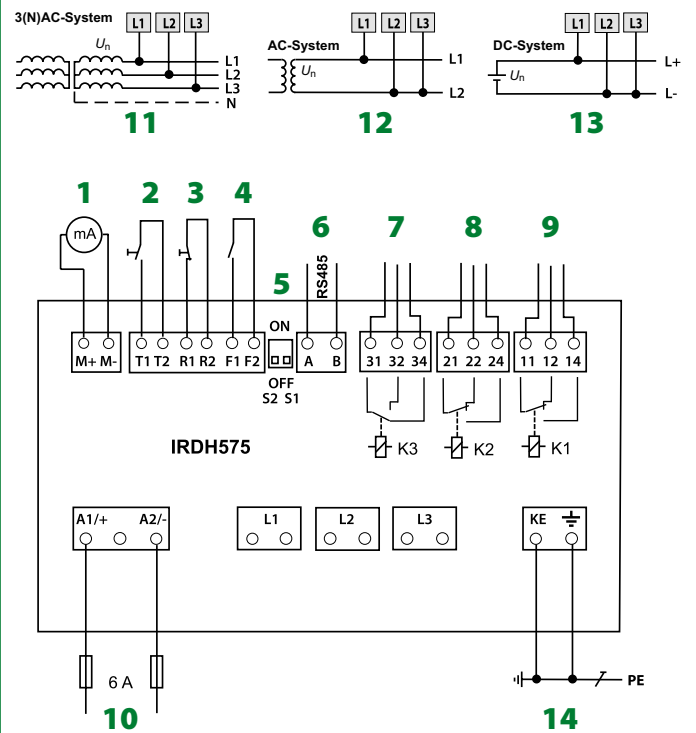 3(N)AC-System L1 L2 L3
Un
L1
L2
L3
N
11
AC-System L1 L2 L3
Un
L1
L2
12
DC-System L1 L2 L3
Un
L+
L-
13
1 2 3 4 5 6 7 8 9
mA
RS485
ON
M+ M- T1 T2 R1 R2 F1 F2 A B 31 32 34 21 22 24 11 12 14
OFF
S2 S1
IRDH575 K3 K2 K1
A1/+ A2/- L1 L2 L3 KE
6 A
PE
10 14